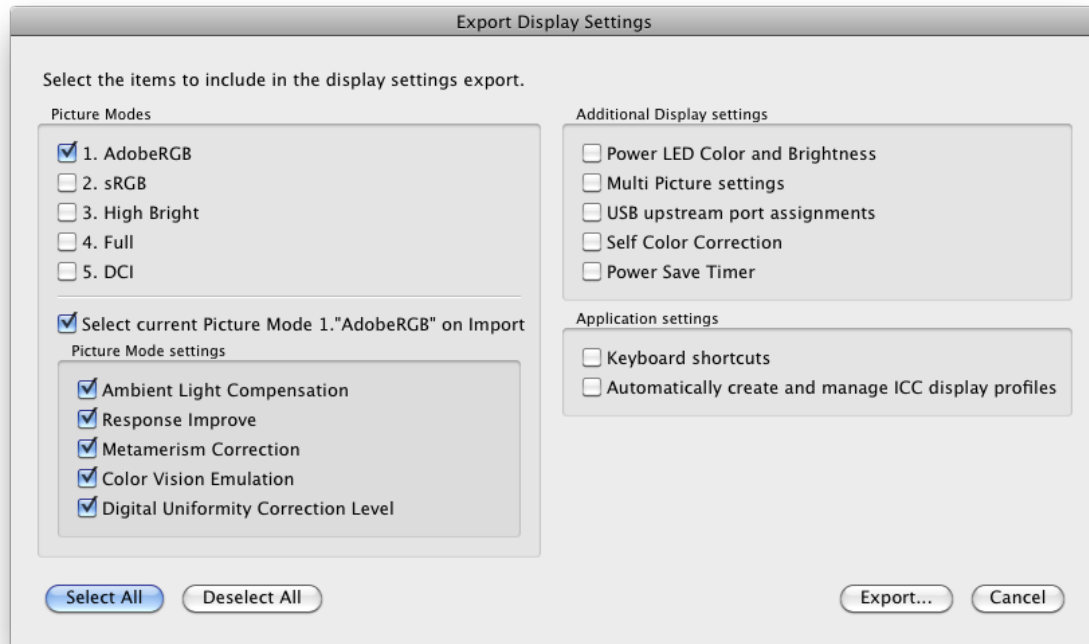 Export Display Settings
Select the items to include in the display settings export.
Picture Modes
1. AdobeRGB
2. sRGB
3. High Bright
4. Full
5. DCI
Select current Picture Mode 1."AdobeRGB" on Import
Picture Mode settings
Ambient Light Compensation
Response Improve
Metamerism Correction
Color Vision Emulation
Digital Uniformity Correction Level
Additional Display settings
Power LED Color and Brightness
Multi Picture settings
USB upstream port assignments
Self Color Correction
Power Save Timer
Application settings
Keyboard shortcuts
Automatically create and manage ICC display profiles
Select All
Deselect All
Export...
Cancel